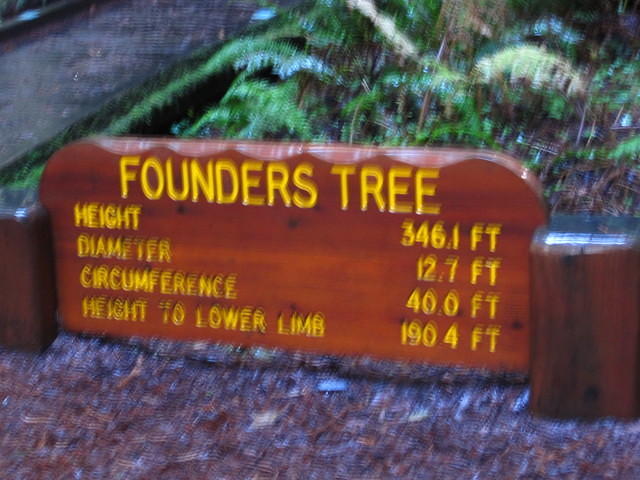 FOUNDERS TREE
HEIGHT 346.1 FT
DIAMETER 12.7 FT
CIRCUMFERENCE 40.0 FT
HEIGHT TO LOWER LIMB 190.4 FT